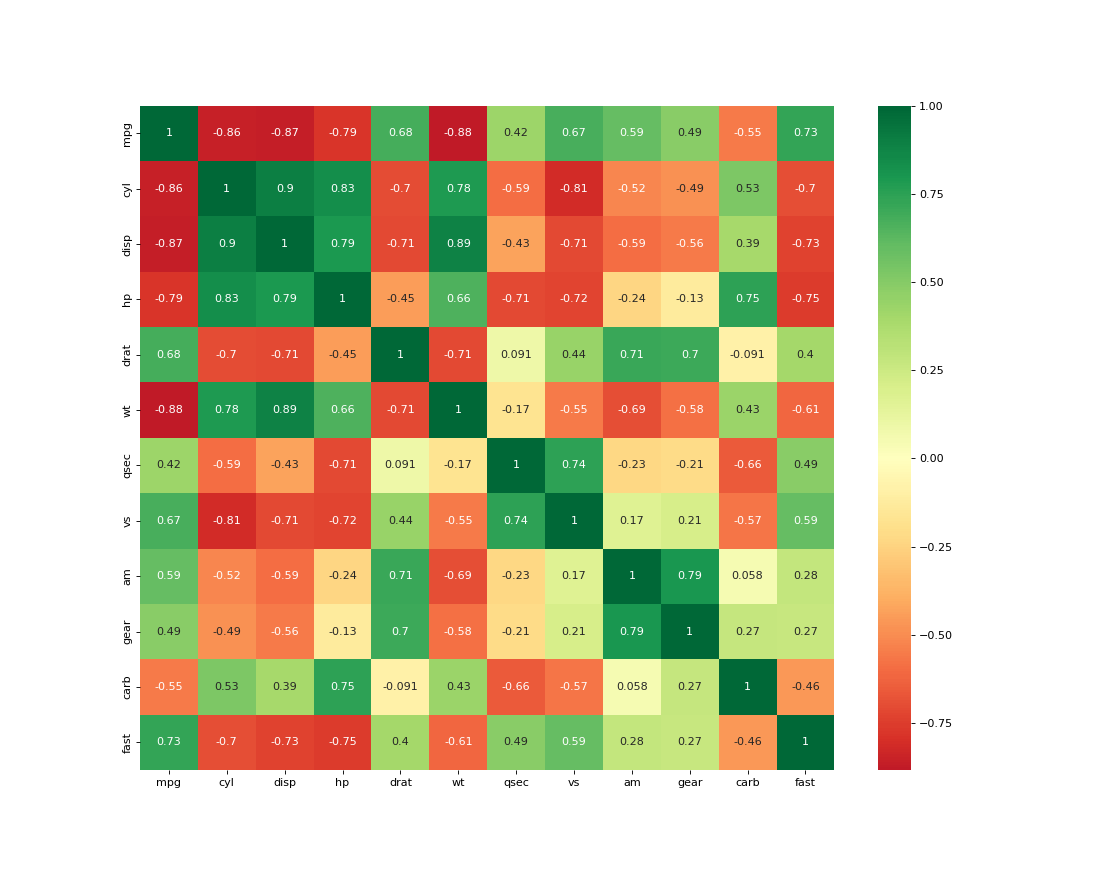 1.00
mpg 1 -0.86 -0.87 -0.79 0.68 -0.88 0.42 0.67 0.59 0.49 -0.55 0.73
cyl -0.86 1 0.9 0.83 -0.7 0.78 -0.59 -0.81 -0.52 -0.49 0.53 -0.7
0.75
disp -0.87 0.9 1 0.79 -0.71 0.89 -0.43 -0.71 -0.59 -0.56 0.39 -0.73
0.50
hp -0.79 0.83 0.79 1 -0.45 0.66 -0.71 -0.72 -0.24 -0.13 0.75 -0.75
drat 0.68 -0.7 -0.71 -0.45 1 -0.71 0.091 0.44 0.71 0.7 -0.091 0.4
0.25
wt -0.88 0.78 0.89 0.66 -0.71 1 -0.17 -0.55 -0.69 -0.58 0.43 -0.61
0.00
qsec 0.42 -0.59 -0.43 -0.71 0.091 -0.17 1 0.74 -0.23 -0.21 -0.66 0.49
vs 0.67 -0.81 -0.71 -0.72 0.44 -0.55 0.74 1 0.17 0.21 -0.57 0.59
−0.25
am 0.59 -0.52 -0.59 -0.24 0.71 -0.69 -0.23 0.17 1 0.79 0.058 0.28
gear 0.49 -0.49 -0.56 -0.13 0.7 -0.58 -0.21 0.21 0.79 1 0.27 0.27
−0.50
carb -0.55 0.53 0.39 0.75 -0.091 0.43 -0.66 -0.57 0.058 0.27 1 -0.46
−0.75
fast 0.73 -0.7 -0.73 -0.75 0.4 -0.61 0.49 0.59 0.28 0.27 -0.46 1
mpg cyl disp hp drat wt qsec vs am gear carb fast